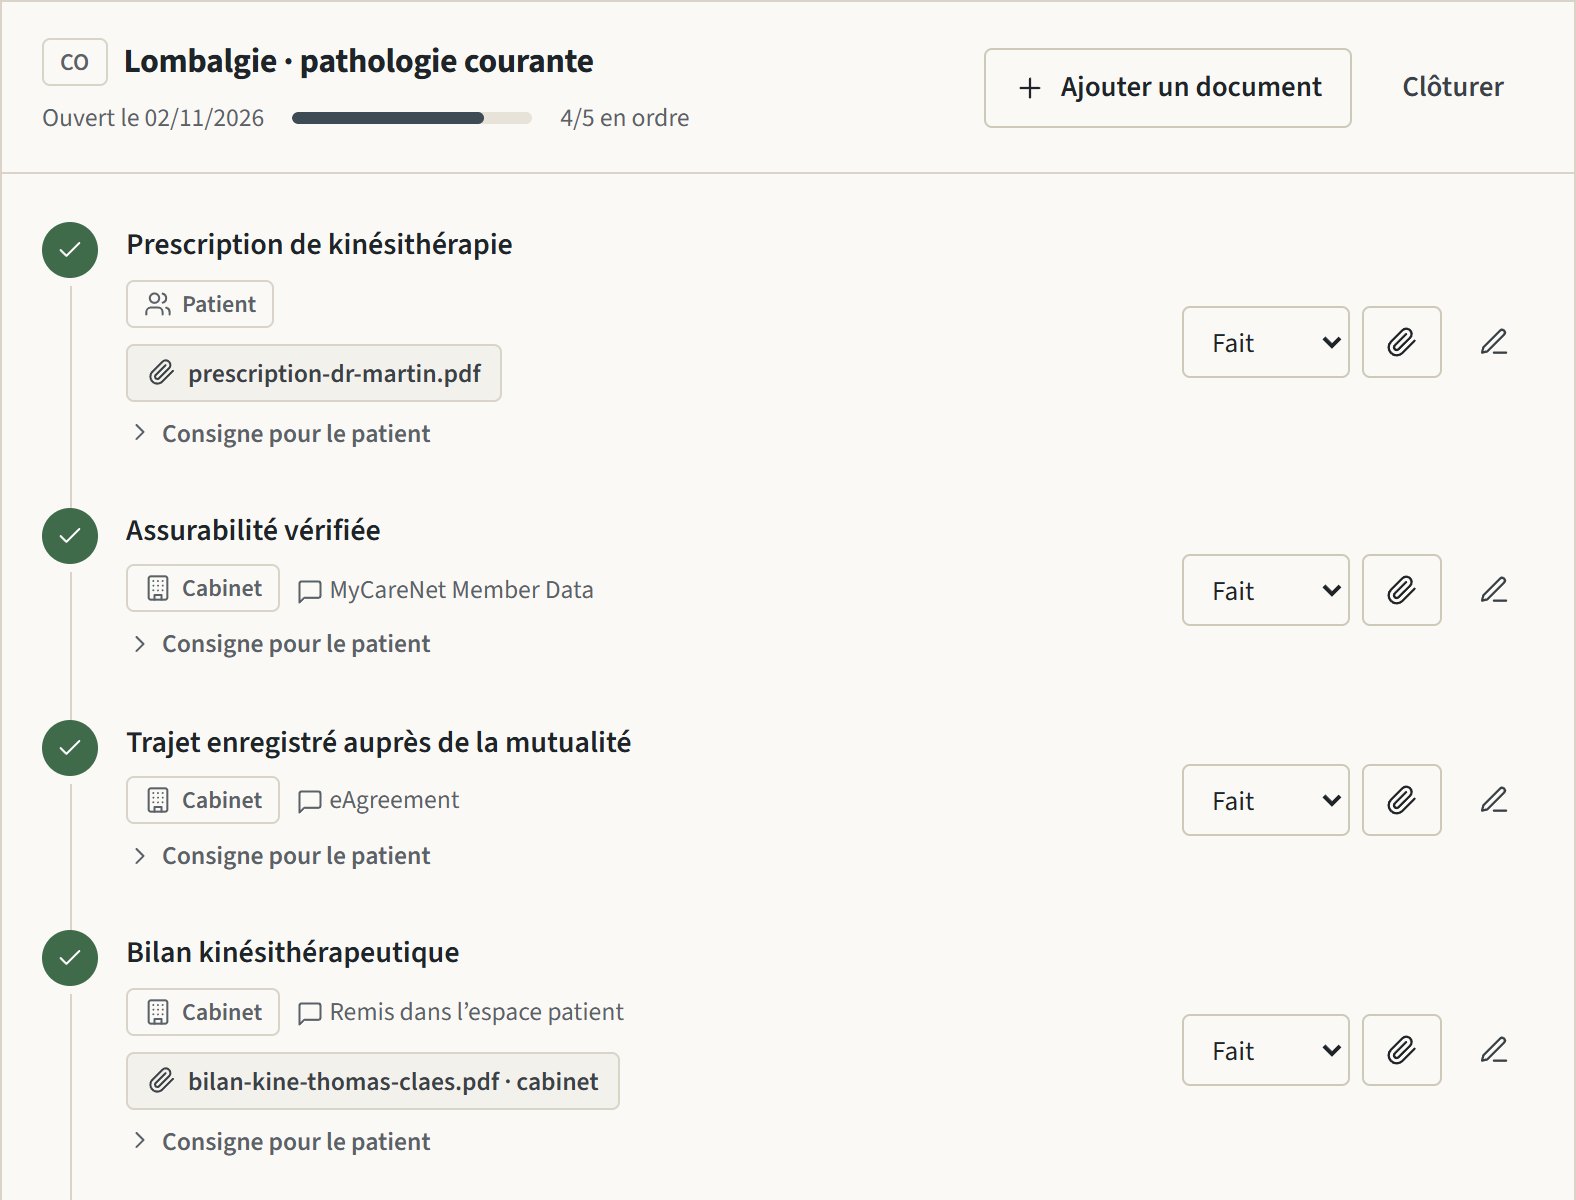 CO Lombalgie · pathologie courante
Ouvert le 02/11/2026 4/5 en ordre
+ Ajouter un document
Clôturer
Prescription de kinésithérapie
Patient
prescription-dr-martin.pdf
Consigne pour le patient
Fait
Assurabilité vérifiée
Cabinet MyCareNet Member Data
Consigne pour le patient
Fait
Trajet enregistré auprès de la mutualité
Cabinet eAgreement
Consigne pour le patient
Fait
Bilan kinésithérapeutique
Cabinet Remis dans l’espace patient
bilan-kine-thomas-claes.pdf · cabinet
Consigne pour le patient
Fait